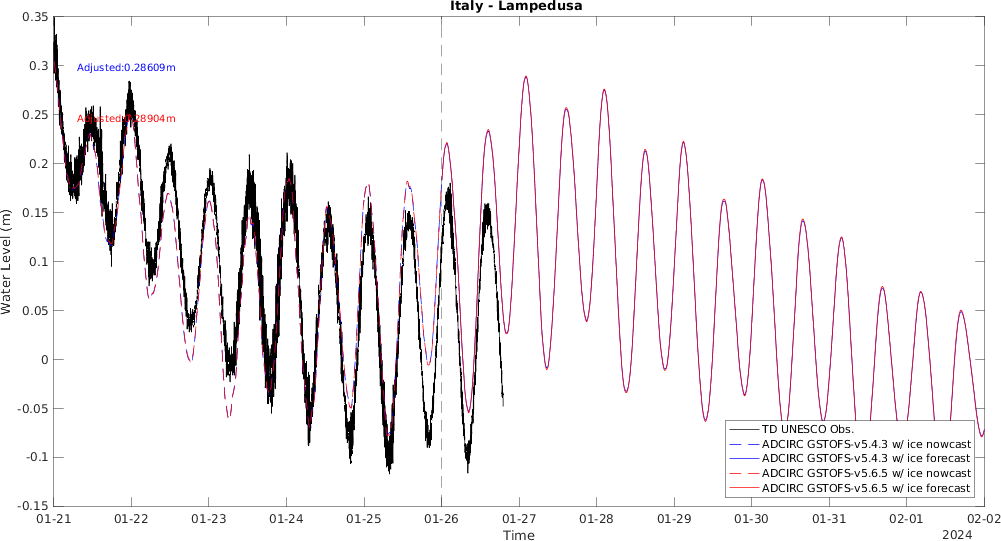 Italy - Lampedusa
Water Level (m)
0.35
0.3
0.25
0.2
0.15
0.1
0.05
0
-0.05
-0.1
-0.15
Adjusted:0.28609m
Adjusted:0.28904m
TD UNESCO Obs.
ADCIRC GSTOFS-v5.4.3 w/ ice nowcast
ADCIRC GSTOFS-v5.4.3 w/ ice forecast
ADCIRC GSTOFS-v5.6.5 w/ ice nowcast
ADCIRC GSTOFS-v5.6.5 w/ ice forecast
01-21 01-22 01-23 01-24 01-25 01-26 01-27 01-28 01-29 01-30 01-31 02-01 02-02
Time
2024